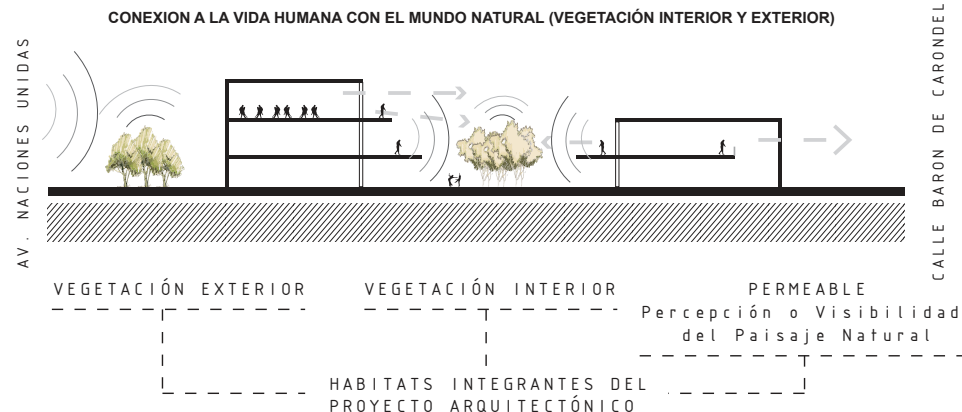 CONEXION A LA VIDA HUMANA CON EL MUNDO NATURAL (VEGETACIÓN INTERIOR Y EXTERIOR)
AV. NACIONES UNIDAS
CALLE BARON DE CARONDEL
VEGETACIÓN EXTERIOR
VEGETACIÓN INTERIOR
PERMEABLE
Percepción o Visibilidad
del Paisaje Natural
HABITATS INTEGRANTES DEL
PROYECTO ARQUITECTÓNICO